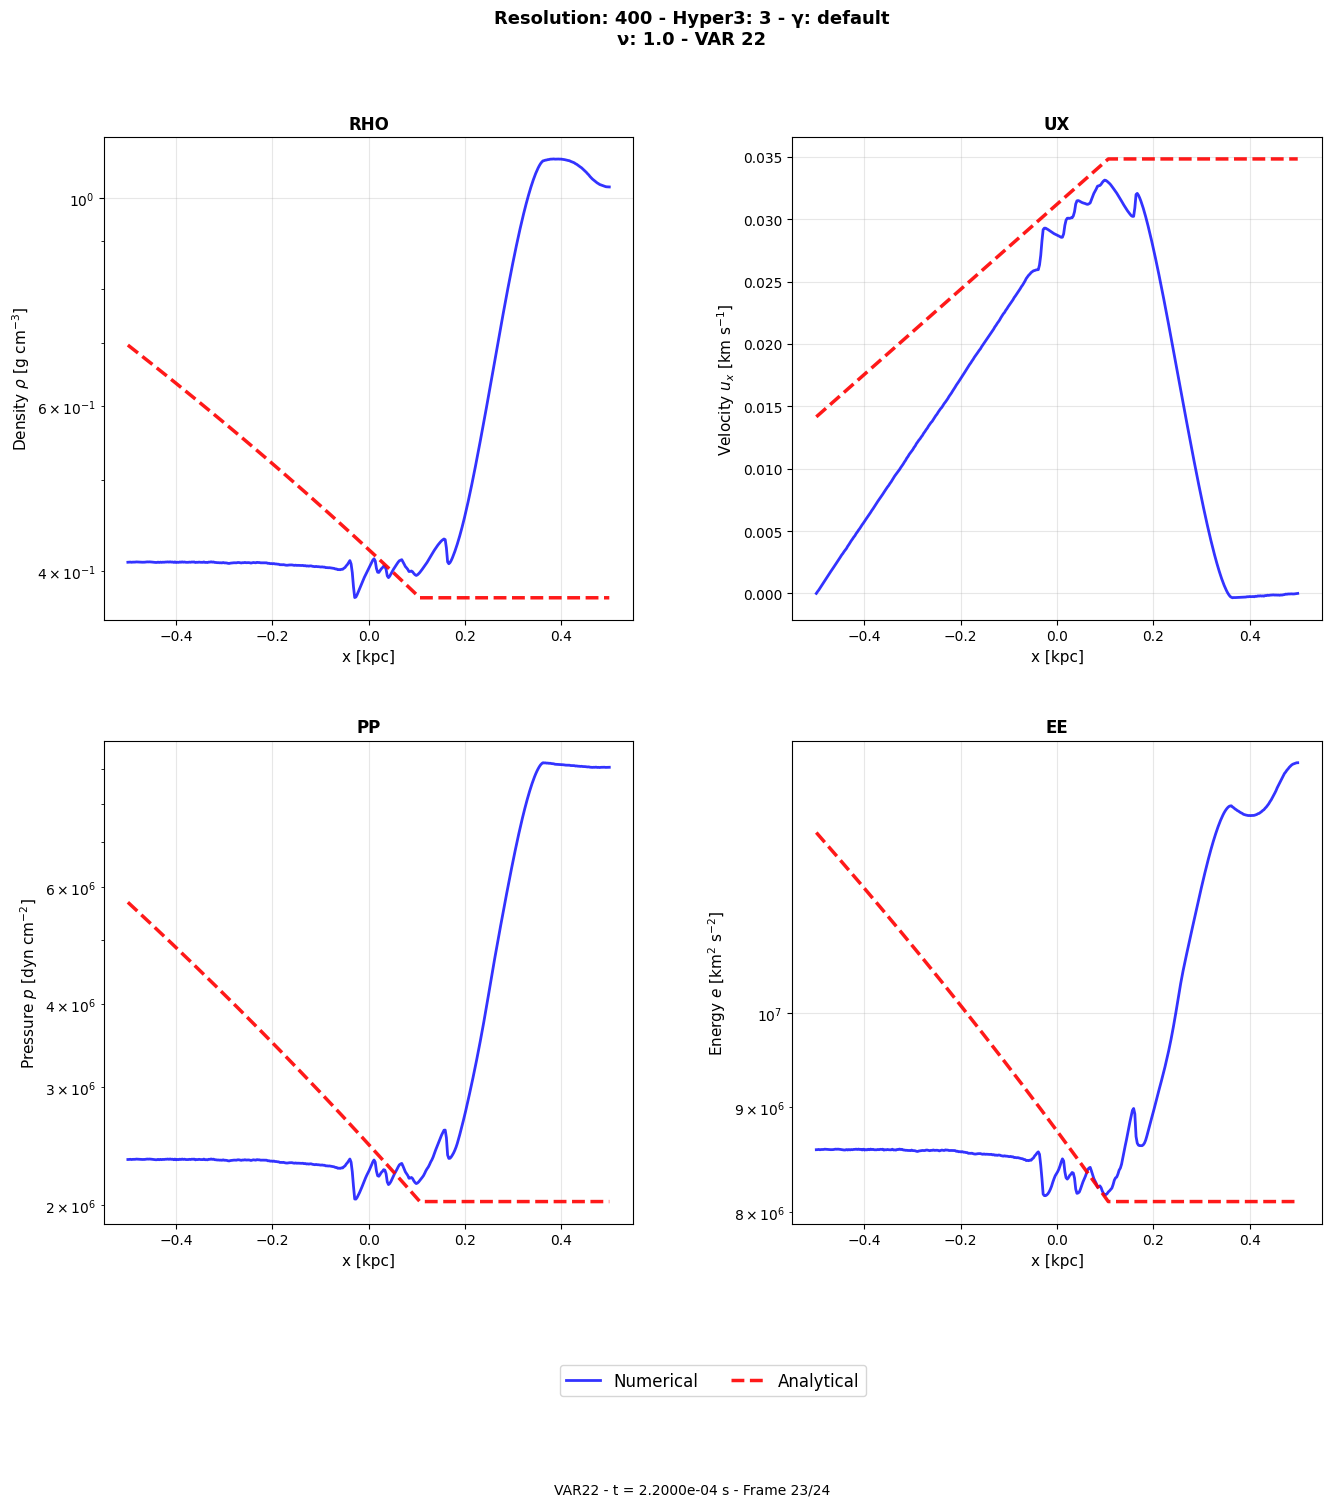 Resolution: 400 - Hyper3: 3 - γ: default
ν: 1.0 - VAR 22
RHO
Density ρ [g cm⁻³]
10⁰
6 × 10⁻¹
4 × 10⁻¹
−0.4 −0.2 0.0 0.2 0.4
x [kpc]
UX
Velocity uₓ [km s⁻¹]
0.035
0.030
0.025
0.020
0.015
0.010
0.005
0.000
−0.4 −0.2 0.0 0.2 0.4
x [kpc]
PP
Pressure p [dyn cm⁻²]
6 × 10⁶
4 × 10⁶
3 × 10⁶
2 × 10⁶
−0.4 −0.2 0.0 0.2 0.4
x [kpc]
EE
Energy e [km² s⁻²]
10⁷
9 × 10⁶
8 × 10⁶
−0.4 −0.2 0.0 0.2 0.4
x [kpc]
Numerical Analytical
VAR22 - t = 2.2000e-04 s - Frame 23/24